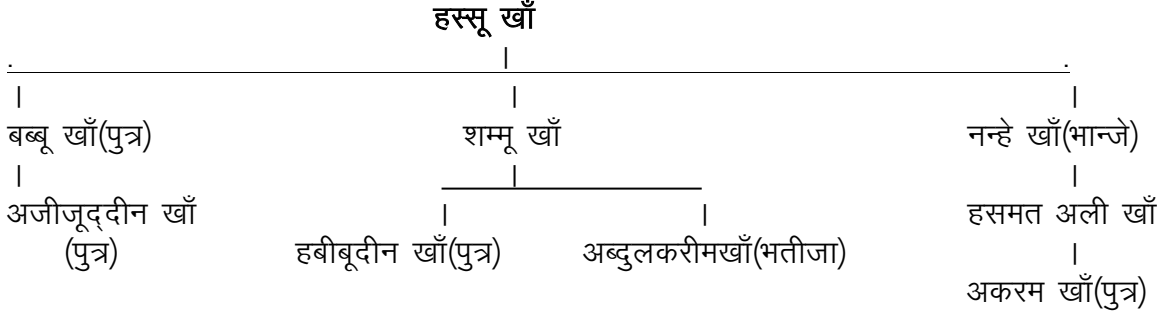 हस्सू खाँ
बब्बू खाँ(पुत्र) शम्मू खाँ नन्हे खाँ(भान्जे)
अजीजूद्दीन खाँ हसमत अली खाँ
(पुत्र) हबीबूदीन खाँ(पुत्र) अब्दुलकरीमखाँ(भतीजा)
अकरम खाँ(पुत्र)